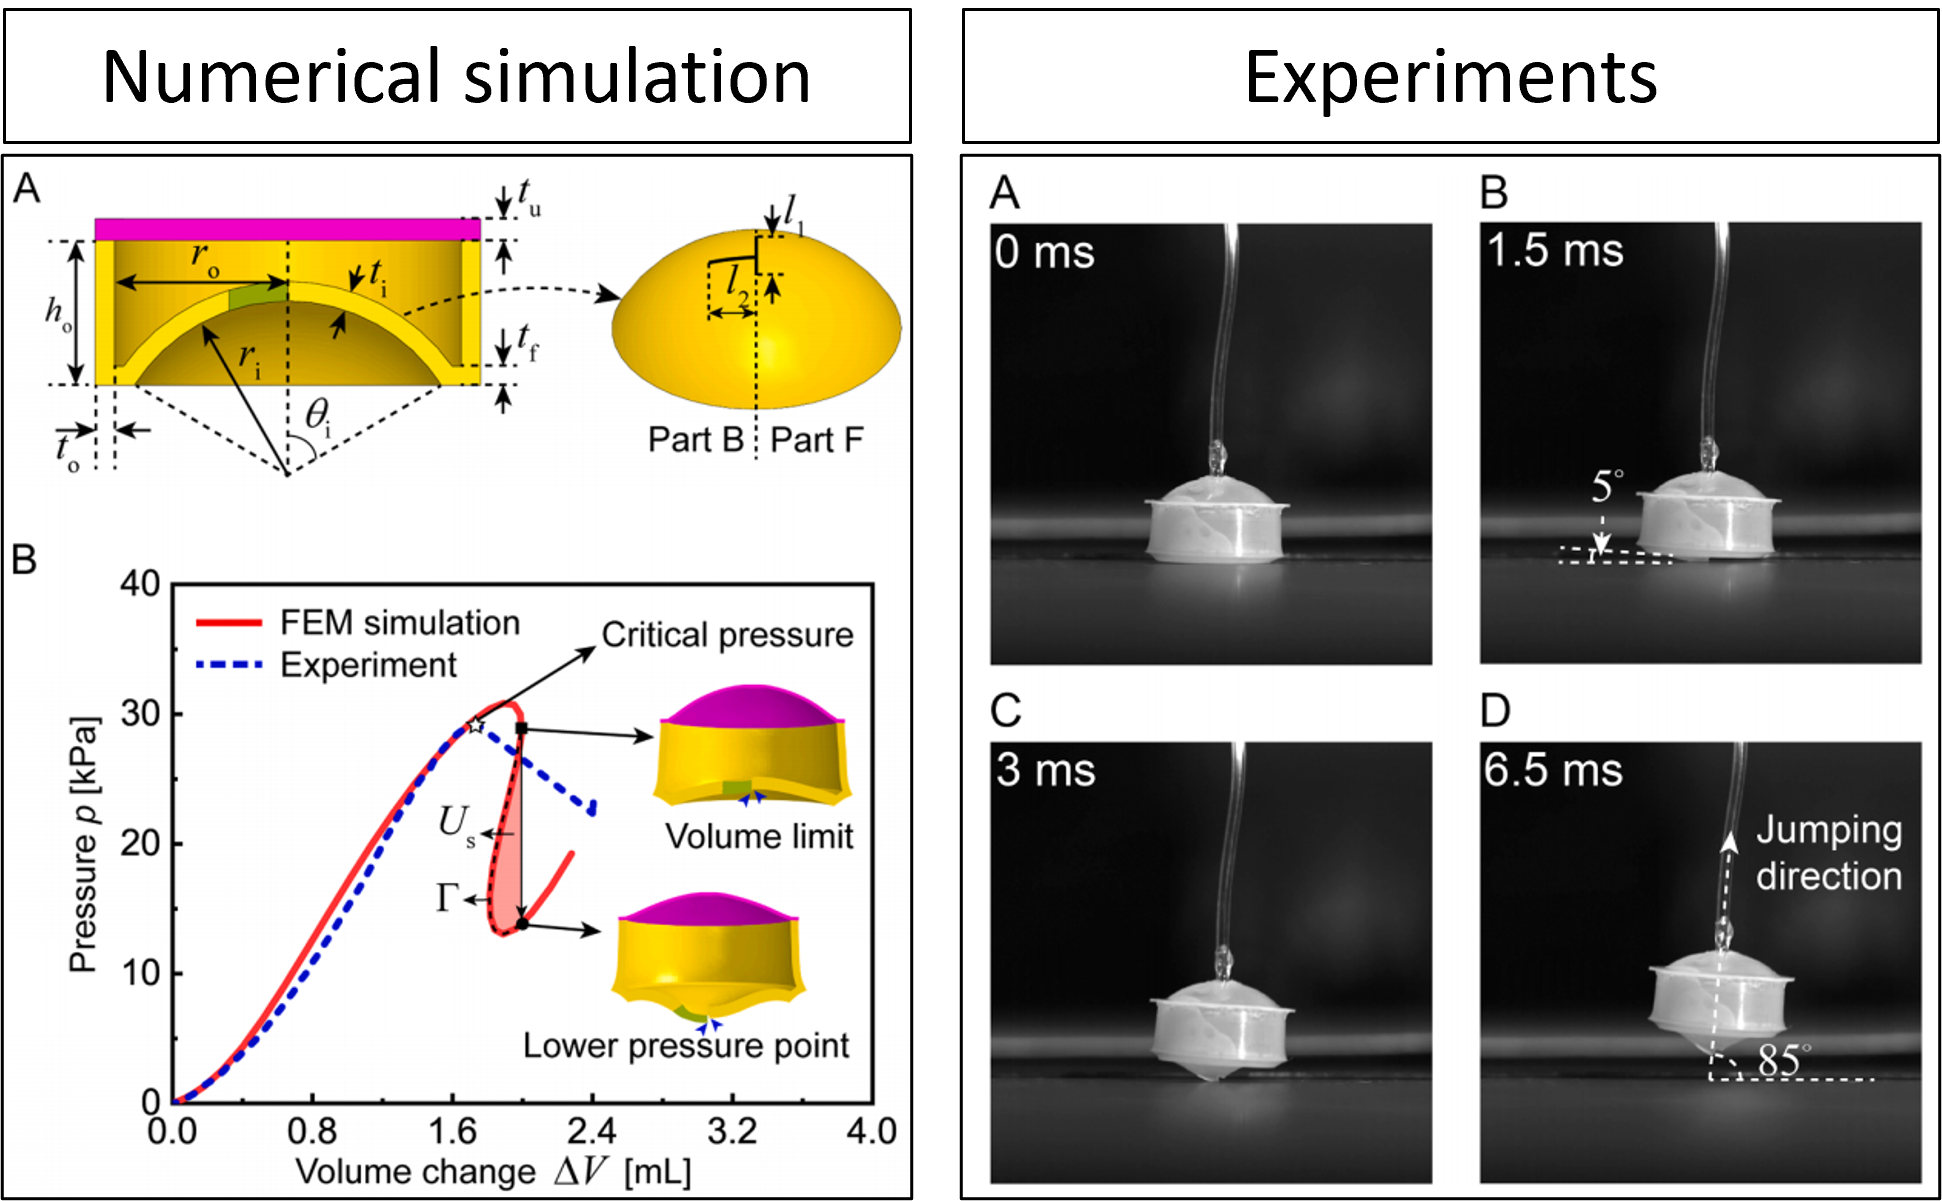 Numerical simulation
A
t_u
r_o
t_i
h_o
r_i
t_f
θ_i
t_o
l_1
l_2
Part B
Part F
B
40
30
20
10
0
Pressure p [kPa]
FEM simulation
Experiment
Critical pressure
U_s
Γ
Volume limit
Lower pressure point
0.0
0.8
1.6
2.4
3.2
4.0
Volume change ΔV [mL]
Experiments
A
0 ms
B
1.5 ms
5°
C
3 ms
D
6.5 ms
Jumping
direction
85°